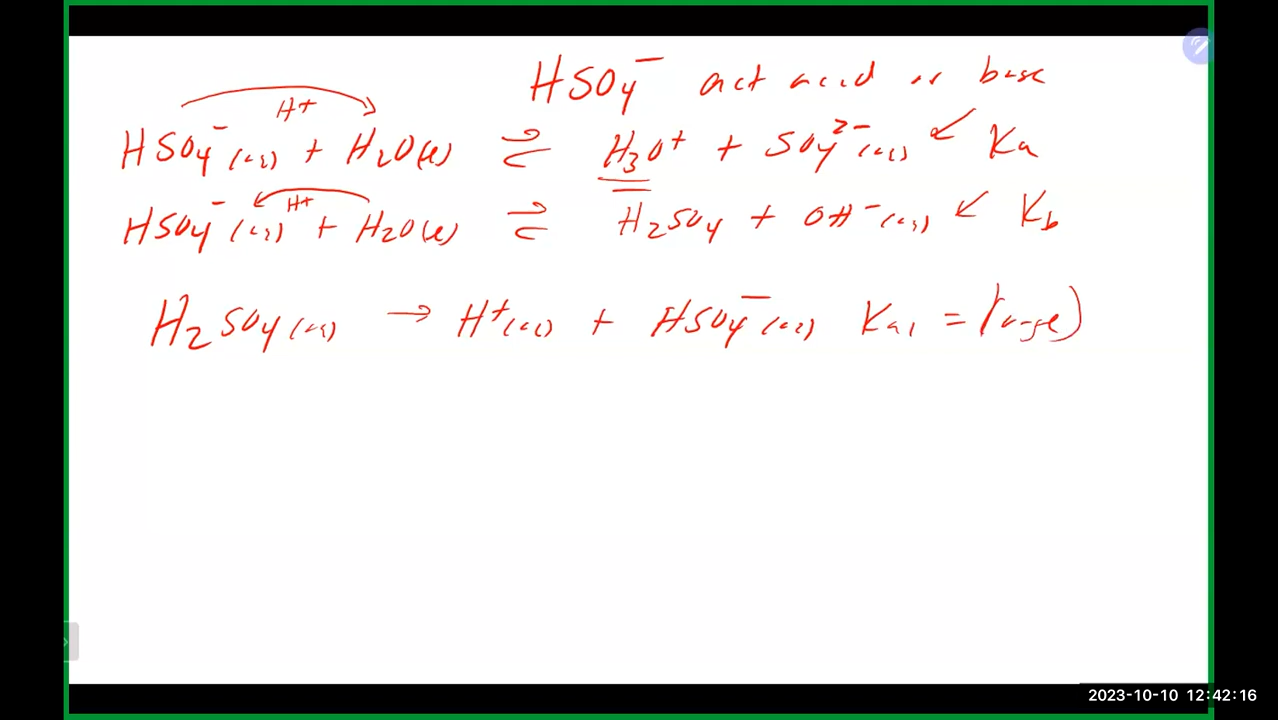 HSO4⁻ act acid or base
H+
HSO4⁻(aq) + H2O(l) ⇌ H3O+ + SO4²⁻(aq) ↙ Ka
H+
HSO4⁻(aq) + H2O(l) ⇌ H2SO4 + OH⁻(aq) ↙ Kb
H2SO4(aq) → H+(aq) + HSO4⁻(aq) Ka1 = large)
2023-10-10 12:42:16